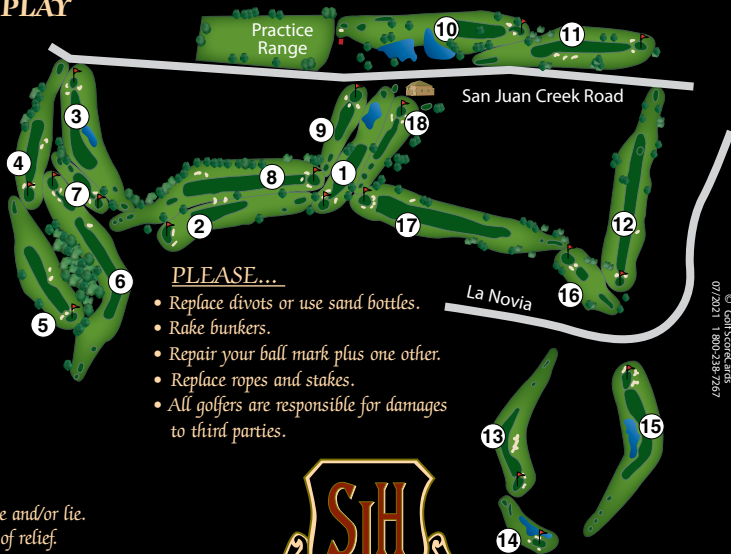 PLAY
Practice
Range
10
11
San Juan Creek Road
3
9
18
4
1
8
7
2
17
12
6
16
5
La Novia
PLEASE...
• Replace divots or use sand bottles.
• Rake bunkers.
• Repair your ball mark plus one other.
• Replace ropes and stakes.
• All golfers are responsible for damages
to third parties.
13
15
14
e and/or lie.
of relief.
SJH
© GolfScoreCards
07/2021 1 800-238-7267